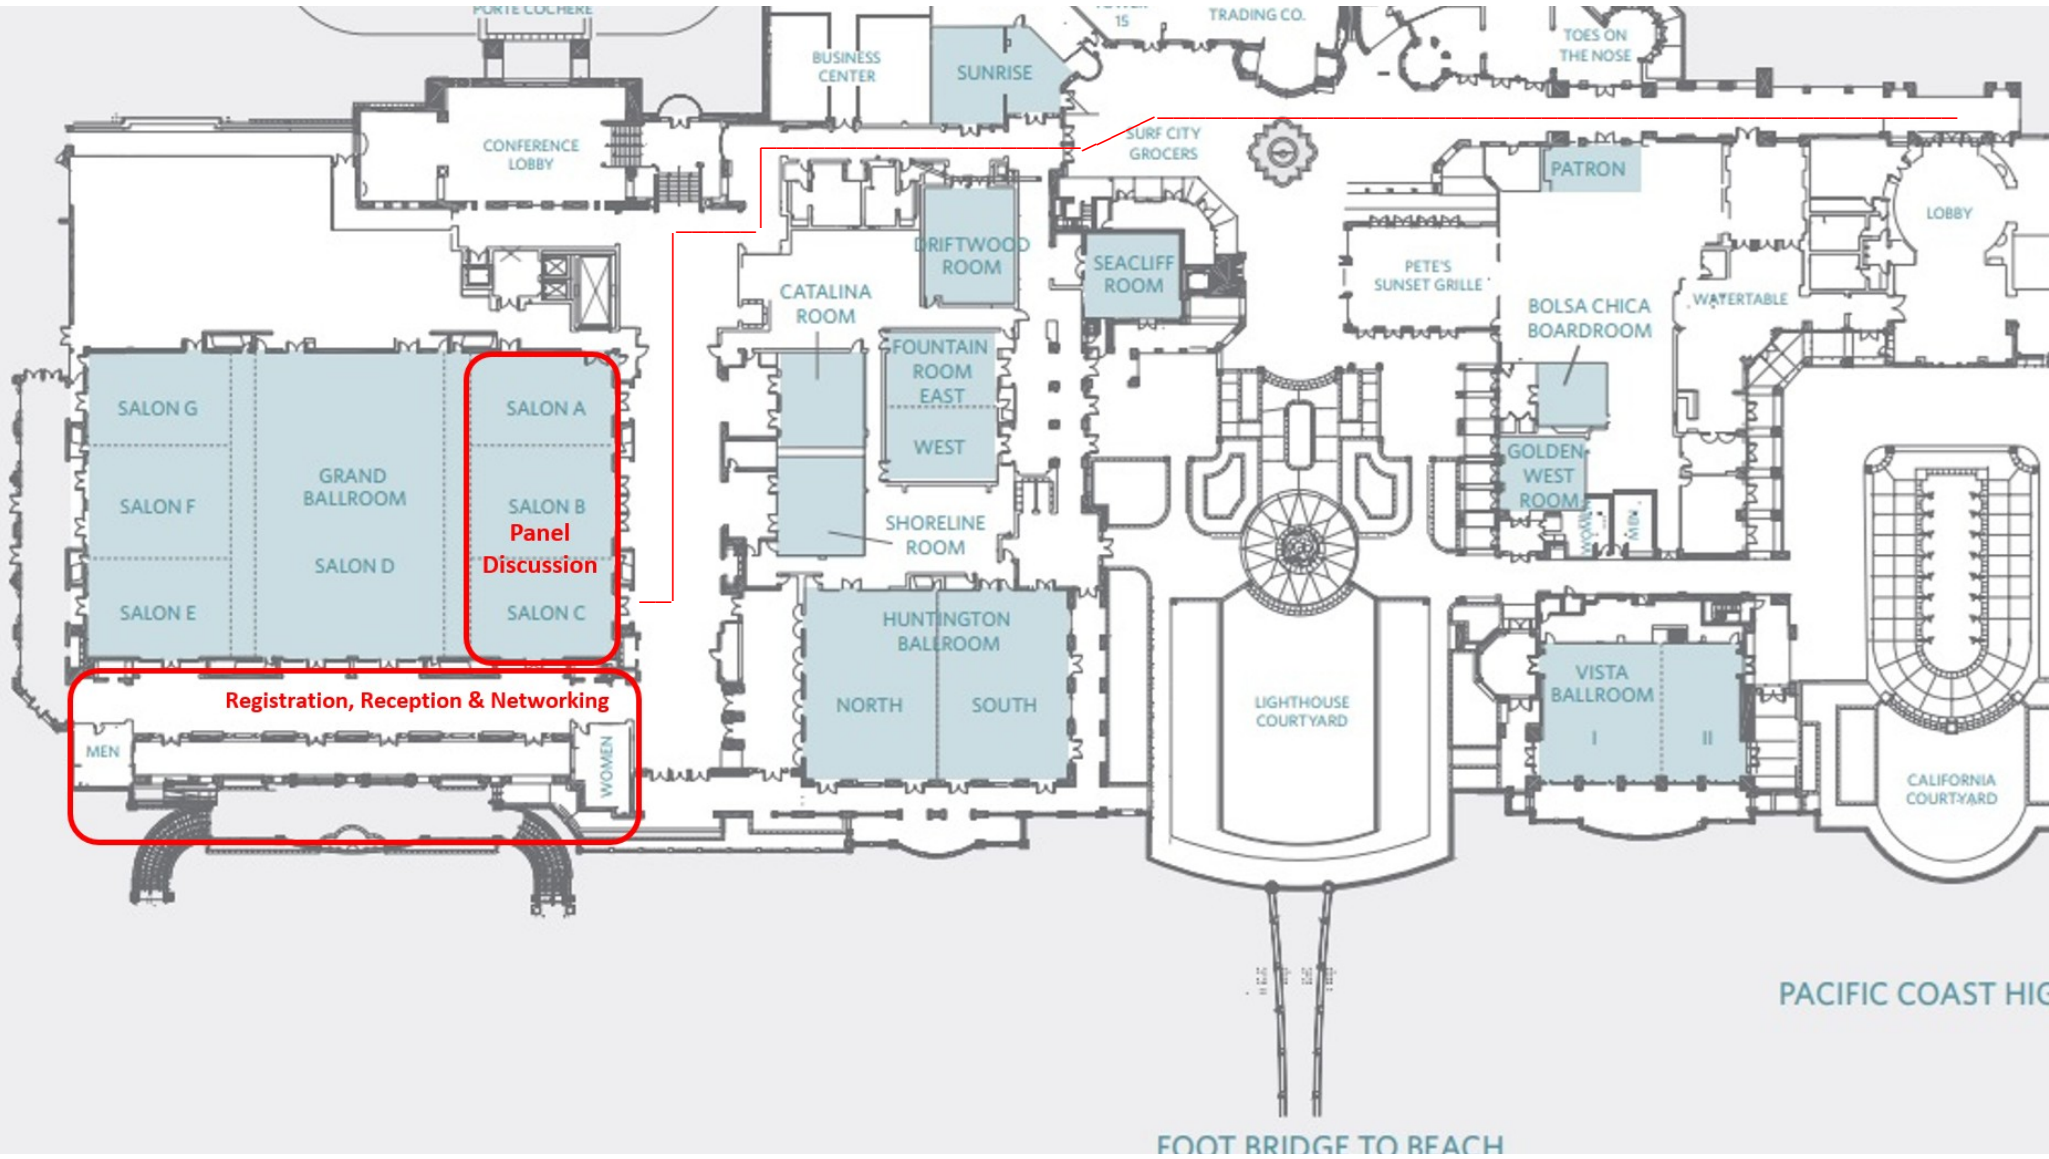 PORTE COCHERE
15
TRADING CO.
TOES ON
THE NOSE
BUSINESS
CENTER
SUNRISE
CONFERENCE
LOBBY
SURF CITY
GROCERS
PATRON
LOBBY
DRIFTWOOD
ROOM
SEACLIFF
ROOM
PETE'S
SUNSET GRILLE
CATALINA
ROOM
BOLSA CHICA
BOARDROOM
WATERTABLE
FOUNTAIN
ROOM
EAST
WEST
SALON G
SALON A
GRAND
BALLROOM
SALON F
SALON B
Panel
Discussion
SALON D
SALON E
SALON C
GOLDEN
WEST
ROOM
WOMEN
MEN
SHORELINE
ROOM
HUNTINGTON
BALLROOM
NORTH
SOUTH
VISTA
BALLROOM
I
II
Registration, Reception & Networking
MEN
WOMEN
LIGHTHOUSE
COURTYARD
CALIFORNIA
COURTYARD
PACIFIC COAST HIG
FOOT BRIDGE TO BEACH